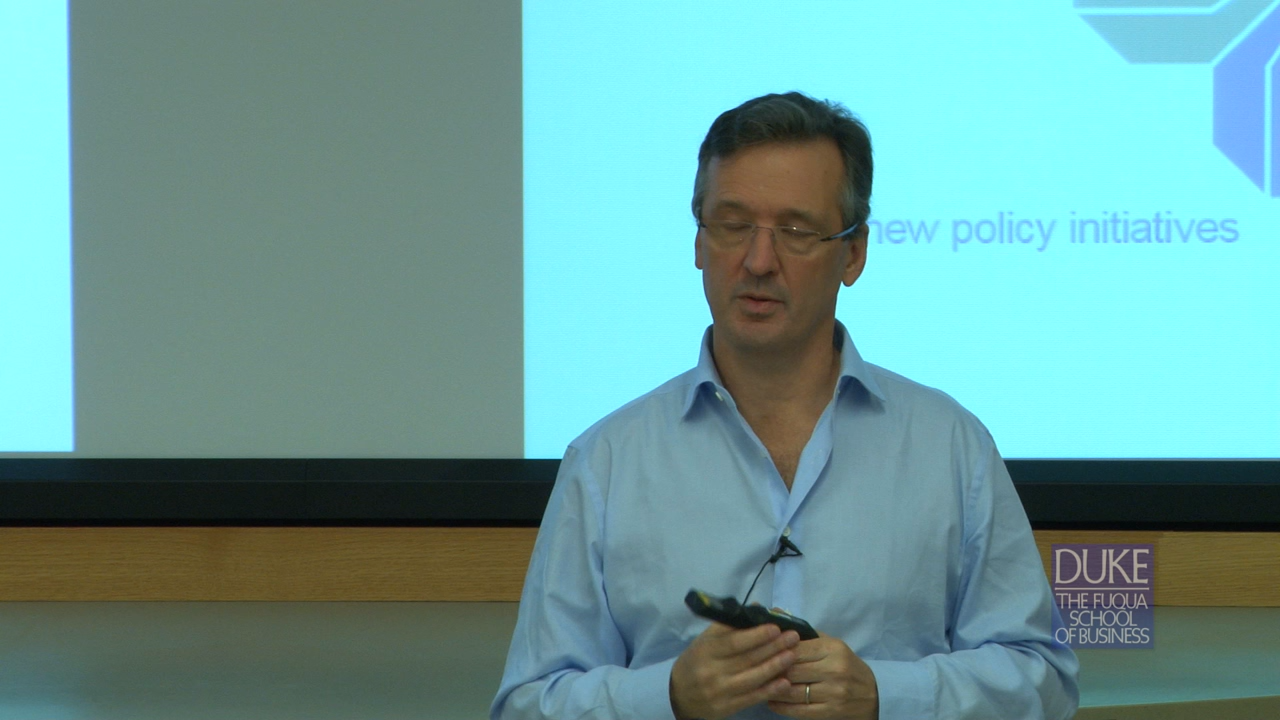 new policy initiatives
DUKE
THE FUQUA
SCHOOL
OF BUSINESS